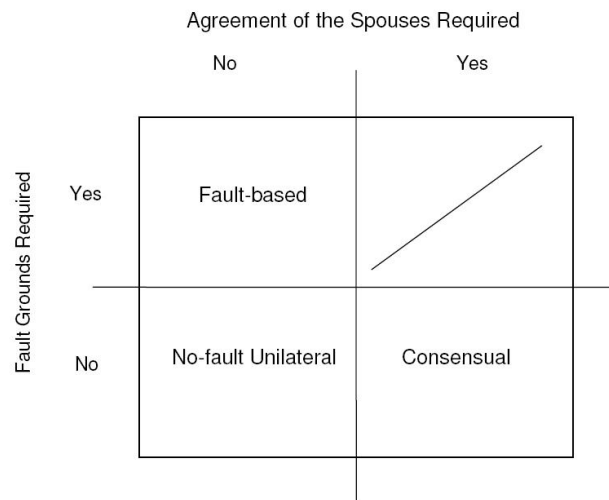 Agreement of the Spouses Required
No
Yes
Fault Grounds Required
Yes
Fault-based
No
No-fault Unilateral
Consensual